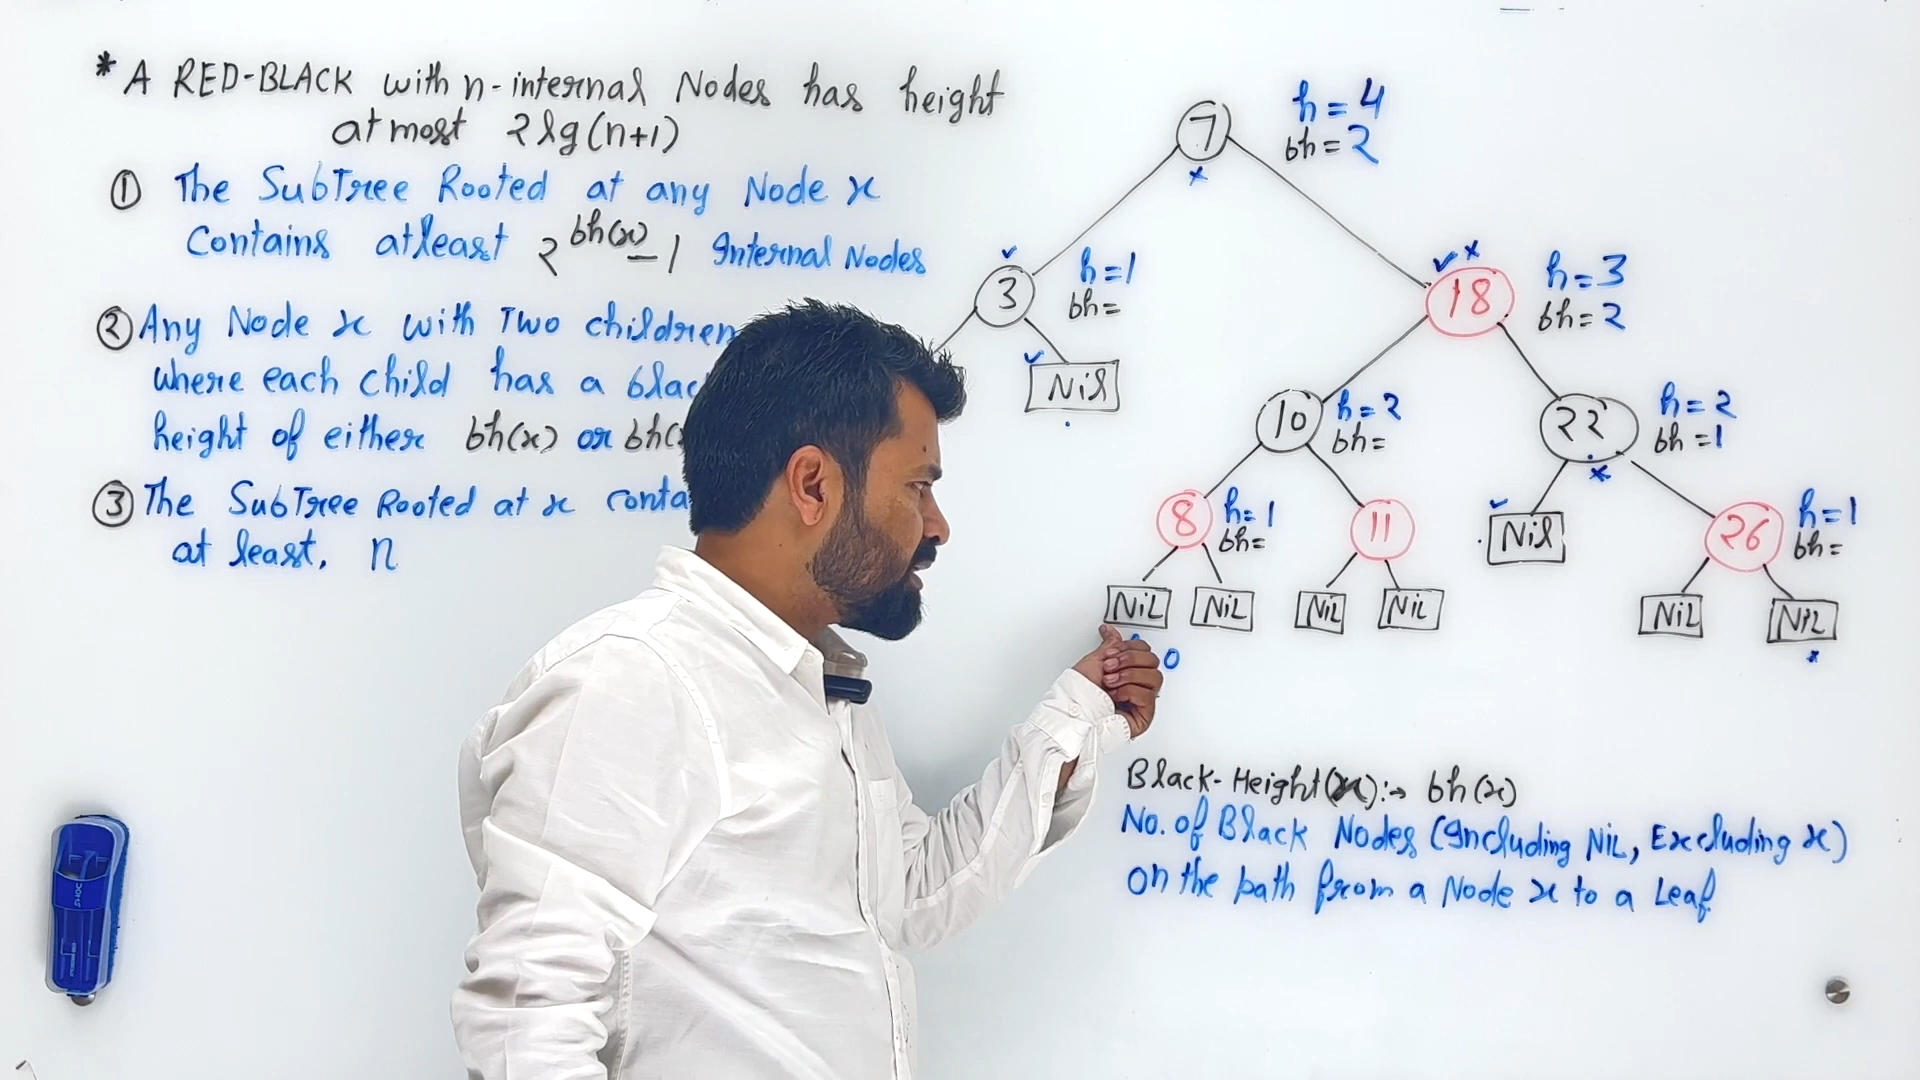 * A RED-BLACK with n-internal Nodes has height
at most 2lg(n+1)
① The SubTree Rooted at any Node x
Contains atleast 2^bh(x) - 1 Internal Nodes
② Any Node x with Two children
where each child has a
height of either bh(x) or
③ The SubTree Rooted at x
at least, n
7
h = 4
bh = 2
3
h = 1
bh =
18
h = 3
bh = 2
Nil
10
h = 2
bh =
22
h = 2
bh = 1
8
h = 1
bh =
11
Nil
26
h = 1
bh =
NiL
NiL
NiL
NiL
NiL
NiL
0
Black-Height(x):→ bh(x)
No. of Black Nodes (Including NiL, Excluding x)
on the path from a Node x to a Leaf